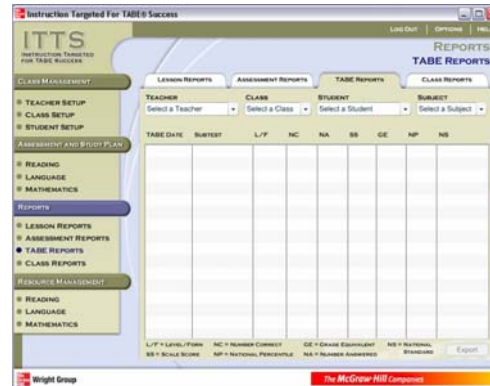 Instruction Targeted For TABE® Success
LOG OUT | OPTIONS | HELP
ITTS
INSTRUCTION TARGETED
FOR TABE SUCCESS
REPORTS
TABE REPORTS
CLASS MANAGEMENT
TEACHER SETUP
CLASS SETUP
STUDENT SETUP
ASSESSMENT AND STUDY PLAN
READING
LANGUAGE
MATHEMATICS
REPORTS
LESSON REPORTS
ASSESSMENT REPORTS
TABE REPORTS
CLASS REPORTS
RESOURCE MANAGEMENT
READING
LANGUAGE
MATHEMATICS
LESSON REPORTS ASSESSMENT REPORTS TABE REPORTS CLASS REPORTS
TEACHER CLASS STUDENT SUBJECT
Select a Teacher Select a Class Select a Student Select a Subject
TABE DATE SUBTEST L/F NC NA SS GE NP NS
L/F = LEVEL/FORM NC = NUMBER CORRECT GE = GRADE EQUIVALENT NS = NATIONAL
SS = SCALE SCORE NP = NATIONAL PERCENTILE NA = NUMBER ANSWERED STANDARD
Export
Wright Group
The McGraw-Hill Companies